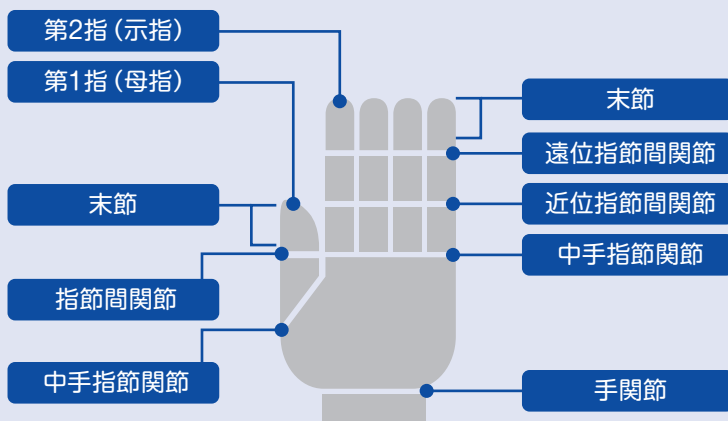 第2指（示指）
第1指（母指）
末節
指節間関節
中手指節関節
末節
遠位指節間関節
近位指節間関節
中手指節関節
手関節